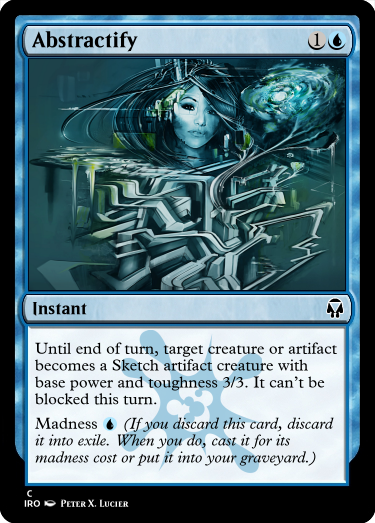 Abstractify 1
Instant
Until end of turn, target creature or artifact
becomes a Sketch artifact creature with
base power and toughness 3/3. It can't be
blocked this turn.
Madness (If you discard this card, discard
it into exile. When you do, cast it for its
madness cost or put it into your graveyard.)
C
IRO Peter X. Lucier